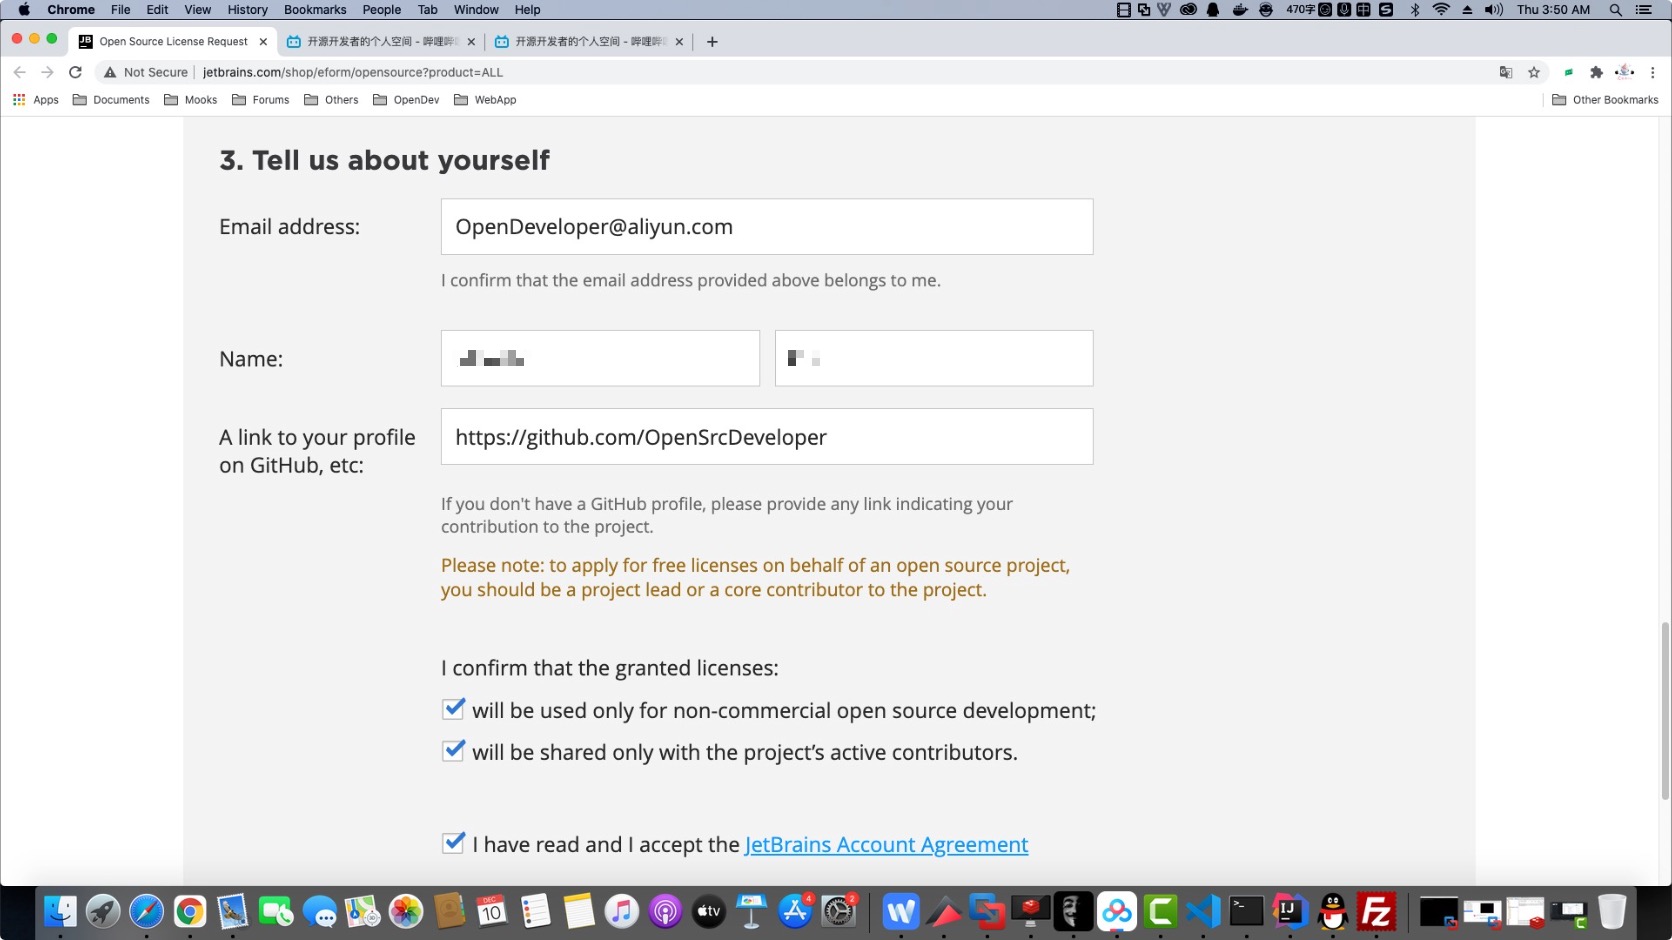 Chrome File Edit View History Bookmarks People Tab Window Help 470字 Thu 3:50 AM
JB Open Source License Request 开源开发者的个人空间 - 哔哩哔 开源开发者的个人空间 - 哔哩哔
Not Secure jetbrains.com/shop/eform/opensource?product=ALL
Apps Documents Mooks Forums Others OpenDev WebApp Other Bookmarks
3. Tell us about yourself
Email address: OpenDeveloper@aliyun.com
I confirm that the email address provided above belongs to me.
Name:
A link to your profile
on GitHub, etc:
https://github.com/OpenSrcDeveloper
If you don't have a GitHub profile, please provide any link indicating your
contribution to the project.
Please note: to apply for free licenses on behalf of an open source project,
you should be a project lead or a core contributor to the project.
I confirm that the granted licenses:
will be used only for non-commercial open source development;
will be shared only with the project’s active contributors.
I have read and I accept the JetBrains Account Agreement
DEC 10 tv 4 2 W C IJ Fz